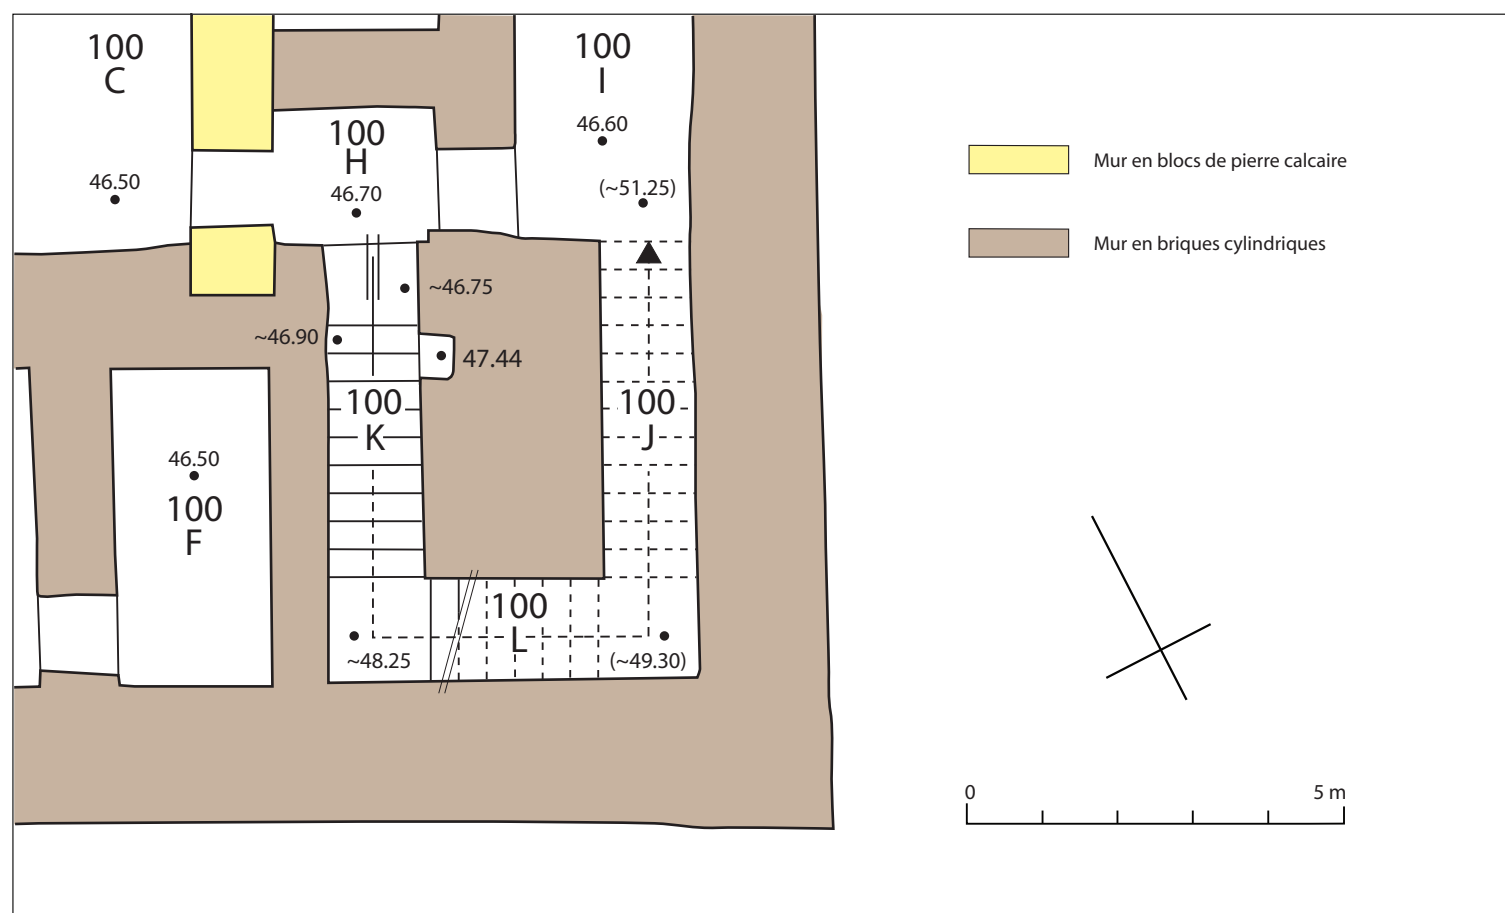 100
C
46.50
100
H
46.70
100
I
46.60
(~51.25)
~46.75
~46.90
47.44
100
K
100
J
46.50
100
F
100
L
~48.25
(~49.30)
Mur en blocs de pierre calcaire
Mur en briques cylindriques
0
5 m